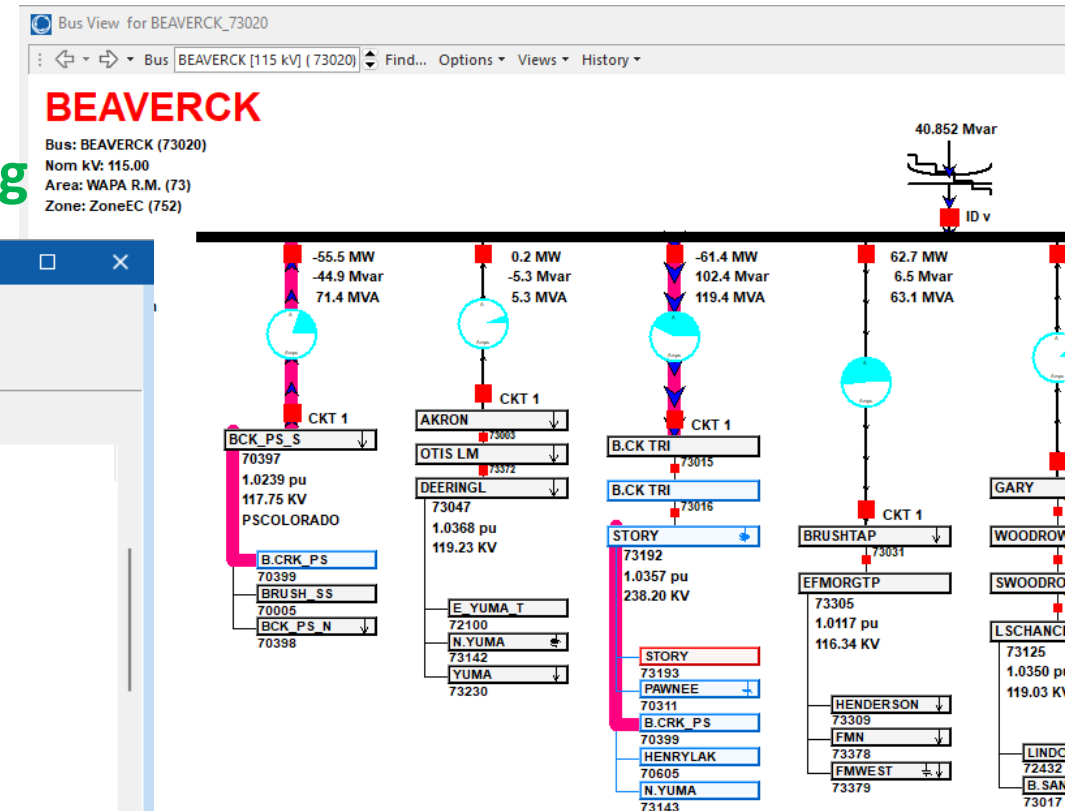 Bus View for BEAVERCK_73020
Bus BEAVERCK [115 kV] ( 73020) Find... Options Views History
BEAVERCK
Bus: BEAVERCK (73020)
Nom kV: 115.00
Area: WAPA R.M. (73)
Zone: ZoneEC (752)
g
40.852 Mvar
ID v
-55.5 MW
-44.9 Mvar
71.4 MVA
CKT 1
BCK_PS_S
70397
1.0239 pu
117.75 KV
PSCOLORADO
B.CRK_PS
70399
BRUSH_SS
70005
BCK_PS_N
70398
0.2 MW
-5.3 Mvar
5.3 MVA
CKT 1
AKRON
73003
OTIS LM
73372
DEERINGL
73047
1.0368 pu
119.23 KV
E_YUMA_T
72100
N.YUMA
73142
YUMA
73230
-61.4 MW
102.4 Mvar
119.4 MVA
CKT 1
B.CK TRI
73015
B.CK TRI
73016
STORY
73192
1.0357 pu
238.20 KV
STORY
73193
PAWNEE
70311
B.CRK_PS
70399
HENRYLAK
70605
N.YUMA
73143
62.7 MW
6.5 Mvar
63.1 MVA
CKT 1
BRUSHTAP
73031
EFMORGTP
73305
1.0117 pu
116.34 KV
HENDERSON
73309
FMN
73378
FMWEST
73379
GARY
WOODROW
SWOODRO
LSCHANC
73125
1.0350 pu
119.03 KV
LINDO
72432
B.SAN
73017